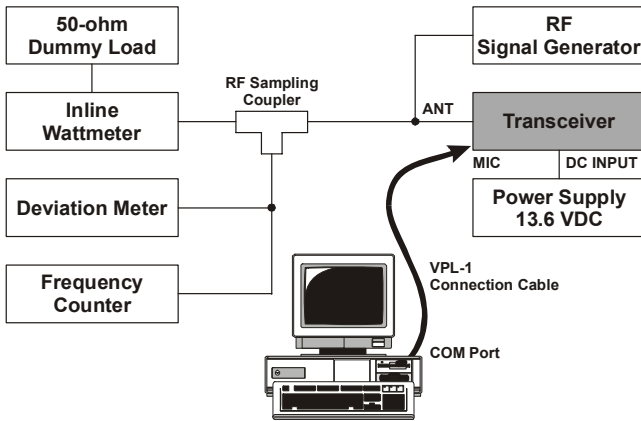 50-ohm
Dummy Load
RF
Signal Generator
RF Sampling
Coupler
Inline
Wattmeter
ANT
Transceiver
MIC
DC INPUT
Deviation Meter
Power Supply
13.6 VDC
Frequency
Counter
VPL-1
Connection Cable
COM Port